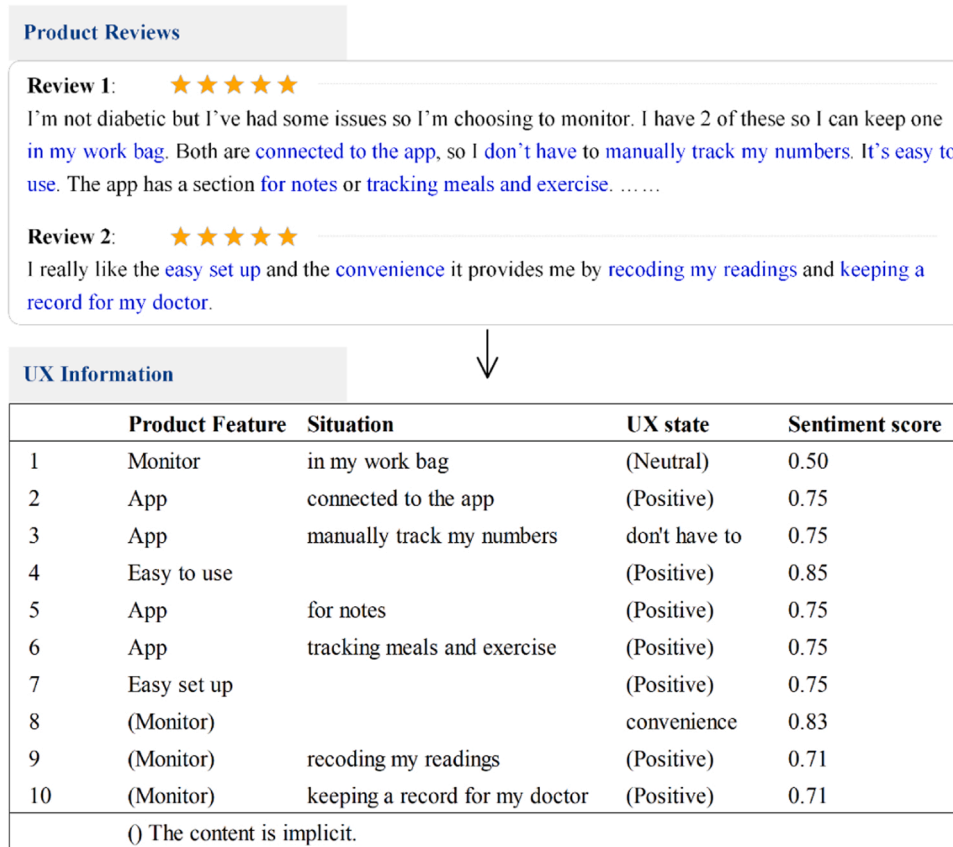 Product Reviews
Review 1:
I'm not diabetic but I've had some issues so I'm choosing to monitor. I have 2 of these so I can keep one
in my work bag. Both are connected to the app, so I don't have to manually track my numbers. It's easy to
use. The app has a section for notes or tracking meals and exercise. ……
Review 2:
I really like the easy set up and the convenience it provides me by recoding my readings and keeping a
record for my doctor.
UX Information
Product Feature Situation UX state Sentiment score
1 Monitor in my work bag (Neutral) 0.50
2 App connected to the app (Positive) 0.75
3 App manually track my numbers don't have to 0.75
4 Easy to use (Positive) 0.85
5 App for notes (Positive) 0.75
6 App tracking meals and exercise (Positive) 0.75
7 Easy set up (Positive) 0.75
8 (Monitor) convenience 0.83
9 (Monitor) recoding my readings (Positive) 0.71
10 (Monitor) keeping a record for my doctor (Positive) 0.71
() The content is implicit.